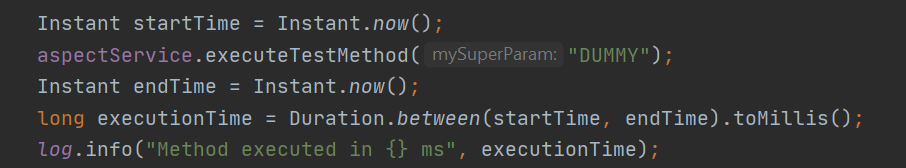 Instant startTime = Instant.now();
aspectService.executeTestMethod( mySuperParam: "DUMMY");
Instant endTime = Instant.now();
long executionTime = Duration.between(startTime, endTime).toMillis();
log.info("Method executed in {} ms", executionTime);